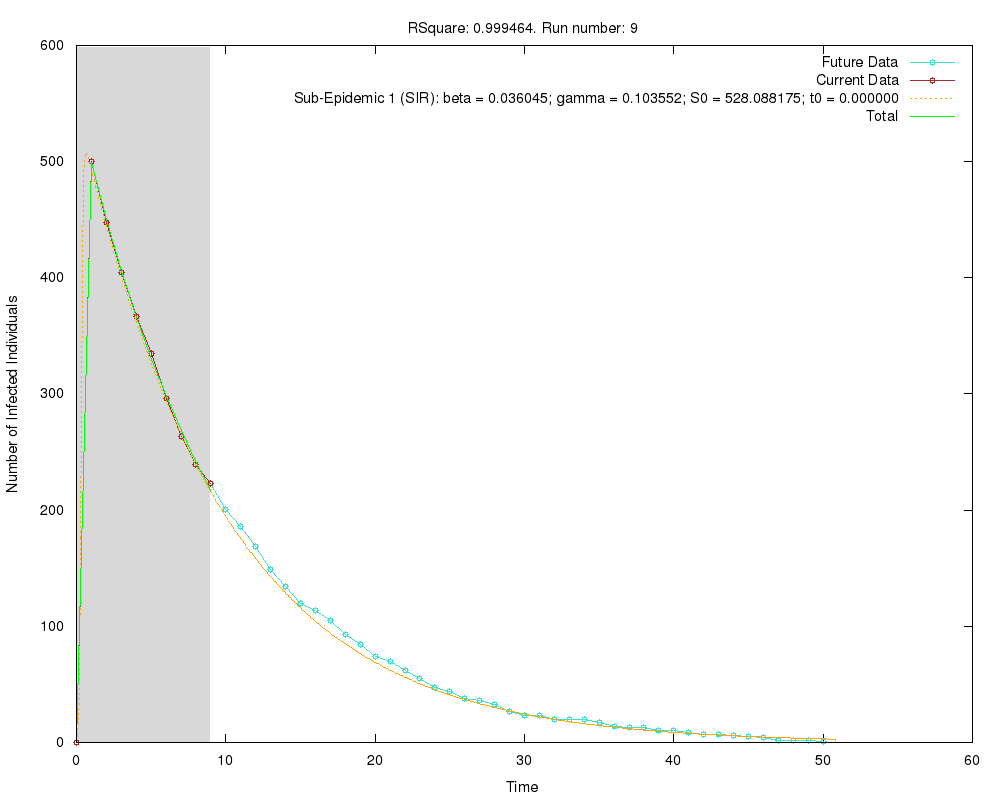 RSquare: 0.999464. Run number: 9
Future Data
Current Data
Sub-Epidemic 1 (SIR): beta = 0.036045; gamma = 0.103552; S0 = 528.088175; t0 = 0.000000
Total
600
500
400
300
200
100
0
Number of Infected Individuals
0 10 20 30 40 50 60
Time